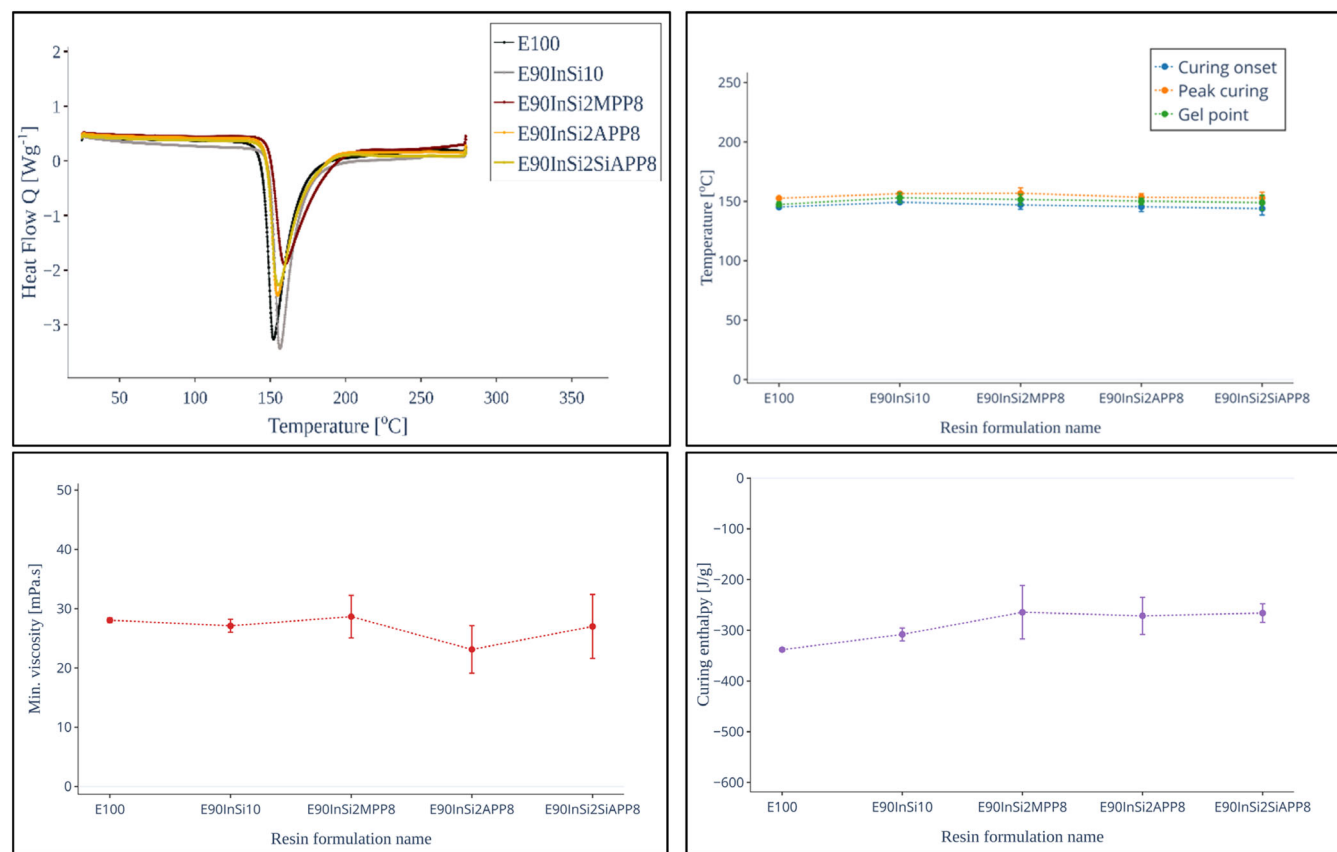 2
1
0
−1
−2
−3
Heat Flow Q [Wg⁻¹]
50
100
150
200
250
300
350
Temperature [°C]
E100
E90InSi10
E90InSi2MPP8
E90InSi2APP8
E90InSi2SiAPP8
250
200
150
100
50
0
Temperature [°C]
Curing onset
Peak curing
Gel point
E100
E90InSi10
E90InSi2MPP8
E90InSi2APP8
E90InSi2SiAPP8
Resin formulation name
50
40
30
20
10
0
Min. viscosity [mPa.s]
E100
E90InSi10
E90InSi2MPP8
E90InSi2APP8
E90InSi2SiAPP8
Resin formulation name
0
−100
−200
−300
−400
−500
−600
Curing enthalpy [J/g]
E100
E90InSi10
E90InSi2MPP8
E90InSi2APP8
E90InSi2SiAPP8
Resin formulation name